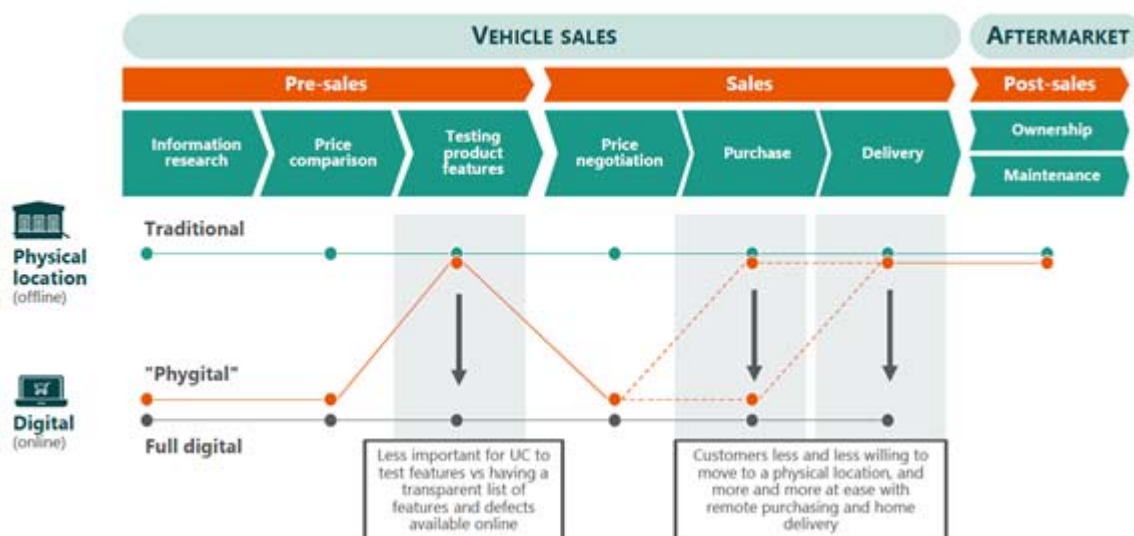 VEHICLE SALES
AFTERMARKET
Pre-sales
Sales
Post-sales
Information
research
Price
comparison
Testing
product
features
Price
negotiation
Purchase
Delivery
Ownership
Maintenance
Physical
location
(offline)
Traditional
"Phygital"
Digital
(online)
Full digital
Less important for UC to
test features vs having a
transparent list of
features and defects
available online
Customers less and less willing to
move to a physical location, and
more and more at ease with
remote purchasing and home
delivery